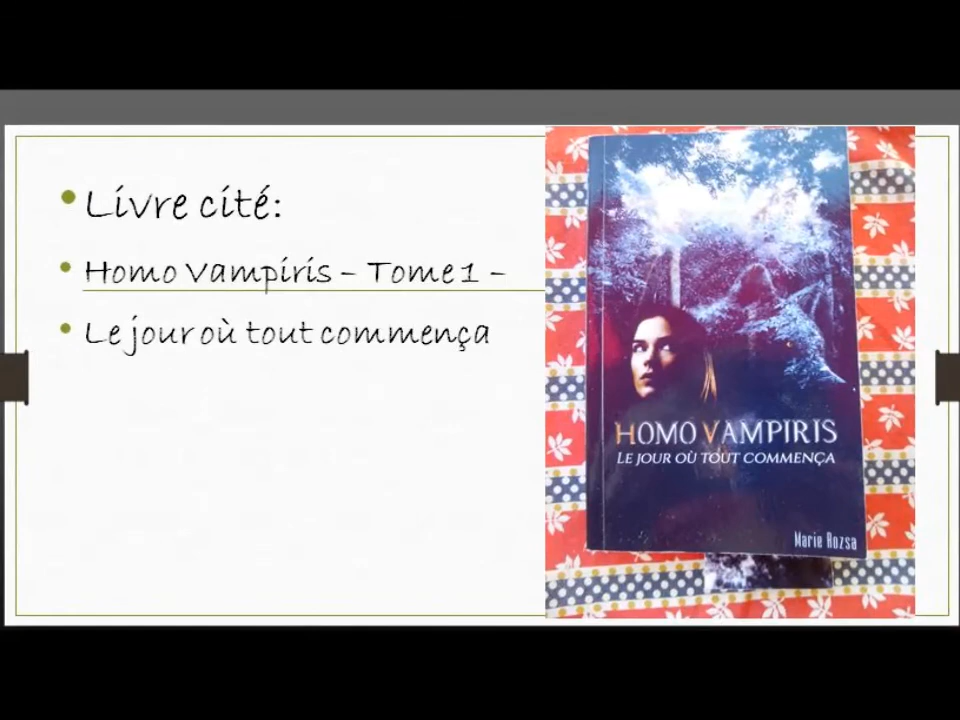 Livre cité:
Homo Vampiris – Tome 1 –
Le jour où tout commença
HOMO VAMPIRIS
LE JOUR OÙ TOUT COMMENÇA
Marie Rozsa